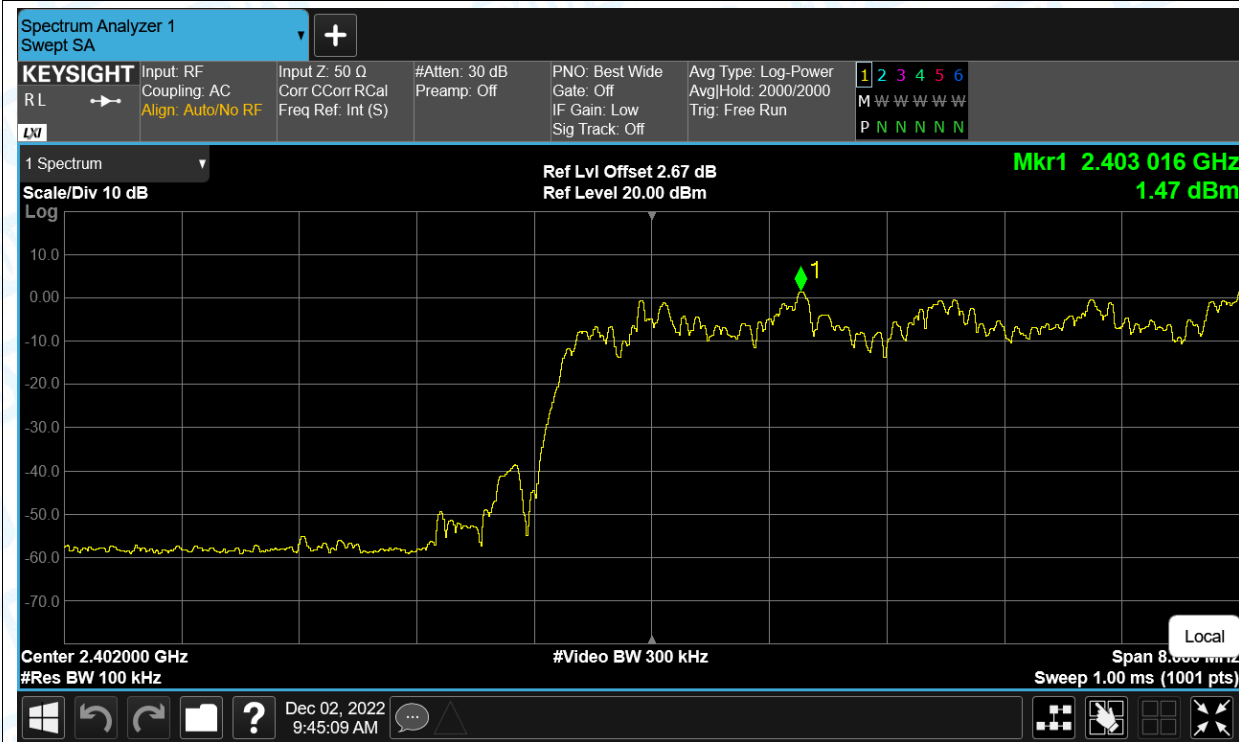 Spectrum Analyzer 1
Swept SA
KEYSIGHT
R L
LXI
Input: RF
Coupling: AC
Align: Auto/No RF
Input Z: 50 Ω
Corr CCorr RCal
Freq Ref: Int (S)
#Atten: 30 dB
Preamp: Off
PNO: Best Wide
Gate: Off
IF Gain: Low
Sig Track: Off
Avg Type: Log-Power
Avg|Hold: 2000/2000
Trig: Free Run
1 2 3 4 5 6
M W W W W W
P N N N N N
1 Spectrum
Scale/Div 10 dB
Log
Ref Lvl Offset 2.67 dB
Ref Level 20.00 dBm
Mkr1 2.403 016 GHz
1.47 dBm
1
10.0
0.00
-10.0
-20.0
-30.0
-40.0
-50.0
-60.0
-70.0
Local
Center 2.402000 GHz
#Res BW 100 kHz
#Video BW 300 kHz
Span 8.000 MHz
Sweep 1.00 ms (1001 pts)
?
Dec 02, 2022
9:45:09 AM